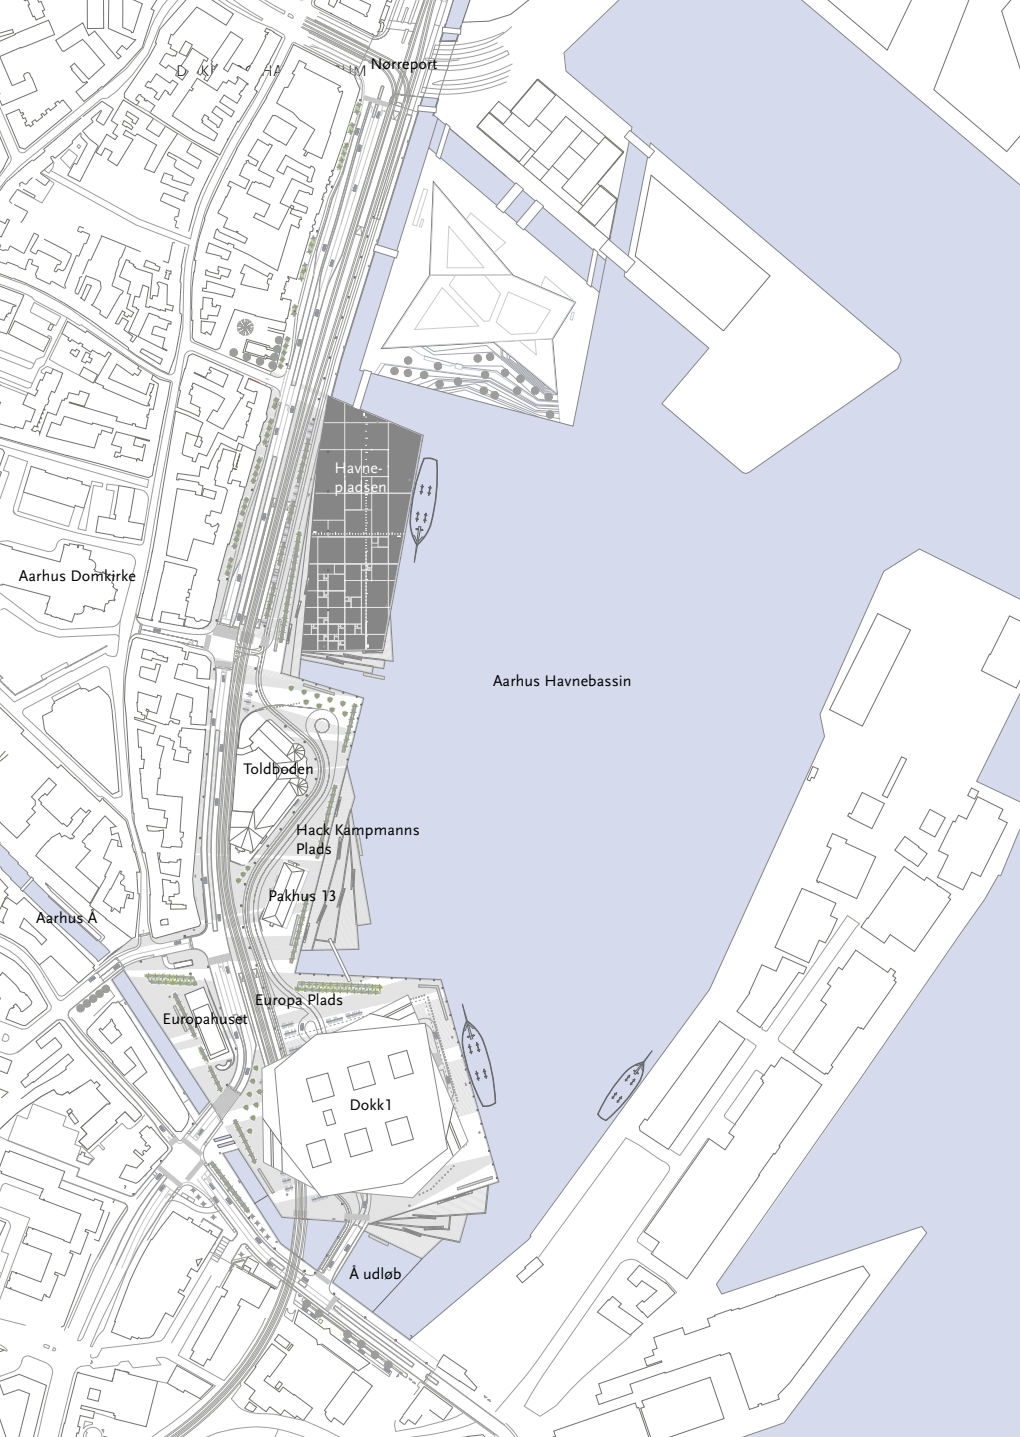 Nørreport
Havne-
pladsen
Aarhus Domkirke
Aarhus Havnebassin
Toldboden
Hack Kampmanns
Plads
Pakhus 13
Aarhus Å
Europa Plads
Europahuset
Dokk1
Å udløb